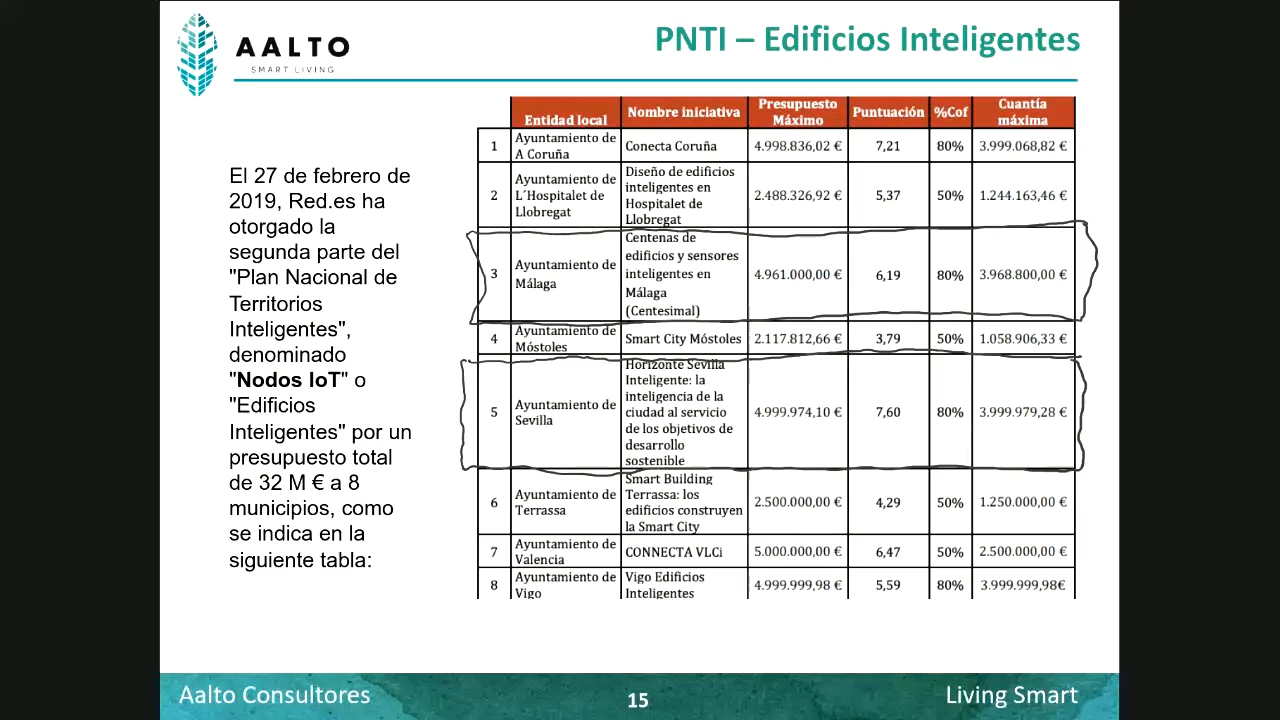 AALTO
SMART LIVING
PNTI – Edificios Inteligentes
El 27 de febrero de
2019, Red.es ha
otorgado la
segunda parte del
"Plan Nacional de
Territorios
Inteligentes",
denominado
"Nodos IoT" o
"Edificios
Inteligentes" por un
presupuesto total
de 32 M € a 8
municipios, como
se indica en la
siguiente tabla:
Entidad local
Nombre iniciativa
Presupuesto
Máximo
Puntuación
%Cof
Cuantía
máxima
1
Ayuntamiento de
A Coruña
Conecta Coruña
4.998.836,02 €
7,21
80%
3.999.068,82 €
2
Ayuntamiento de
L´Hospitalet de
Llobregat
Diseño de edificios
inteligentes en
Hospitalet de
Llobregat
2.488.326,92 €
5,37
50%
1.244.163,46 €
3
Ayuntamiento de
Málaga
Centenas de
edificios y sensores
inteligentes en
Málaga
(Centesimal)
4.961.000,00 €
6,19
80%
3.968.800,00 €
4
Ayuntamiento de
Móstoles
Smart City Móstoles
2.117.812,66 €
3,79
50%
1.058.906,33 €
5
Ayuntamiento de
Sevilla
Horizonte Sevilla
Inteligente: la
inteligencia de la
ciudad al servicio
de los objetivos de
desarrollo
sostenible
4.999.974,10 €
7,60
80%
3.999.979,28 €
6
Ayuntamiento de
Terrassa
Smart Building
Terrassa: los
edificios construyen
la Smart City
2.500.000,00 €
4,29
50%
1.250.000,00 €
7
Ayuntamiento de
Valencia
CONNECTA VLCi
5.000.000,00 €
6,47
50%
2.500.000,00 €
8
Ayuntamiento de
Vigo
Vigo Edificios
Inteligentes
4.999.999,98 €
5,59
80%
3.999.999,98€
Aalto Consultores
15
Living Smart